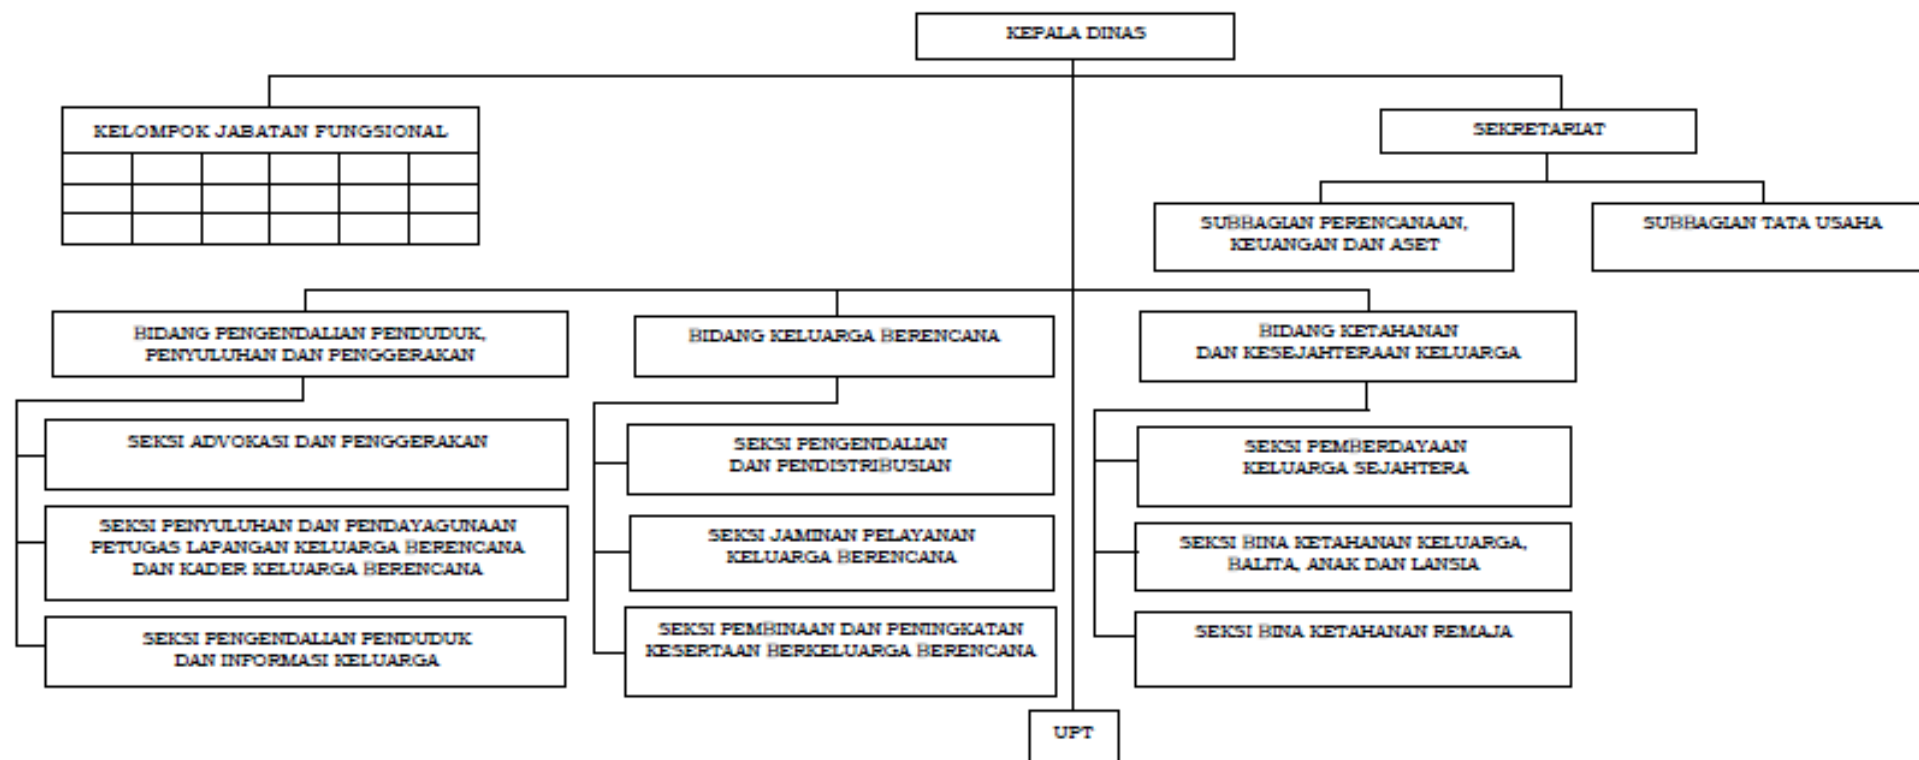 KEPALA DINAS
KELOMPOK JABATAN FUNGSIONAL
SEKRETARIAT
SUBBAGIAN PERENCANAAN,
KEUANGAN DAN ASET
SUBBAGIAN TATA USAHA
BIDANG PENGENDALIAN PENDUDUK,
PENYULUHAN DAN PENGGERAKAN
SEKSI ADVOKASI DAN PENGGERAKAN
SEKSI PENYULUHAN DAN PENDAYAGUNAAN
PETUGAS LAPANGAN KELUARGA BERENCANA
DAN KADER KELUARGA BERENCANA
SEKSI PENGENDALIAN PENDUDUK
DAN INFORMASI KELUARGA
BIDANG KELUARGA BERENCANA
SEKSI PENGENDALIAN
DAN PENDISTRIBUSIAN
SEKSI JAMINAN PELAYANAN
KELUARGA BERENCANA
SEKSI PEMBINAAN DAN PENINGKATAN
KESERTAAN BERKELUARGA BERENCANA
BIDANG KETAHANAN
DAN KESEJAHTERAAN KELUARGA
SEKSI PEMBERDAYAAN
KELUARGA SEJAHTERA
SEKSI BINA KETAHANAN KELUARGA,
BALITA, ANAK DAN LANSIA
SEKSI BINA KETAHANAN REMAJA
UPT